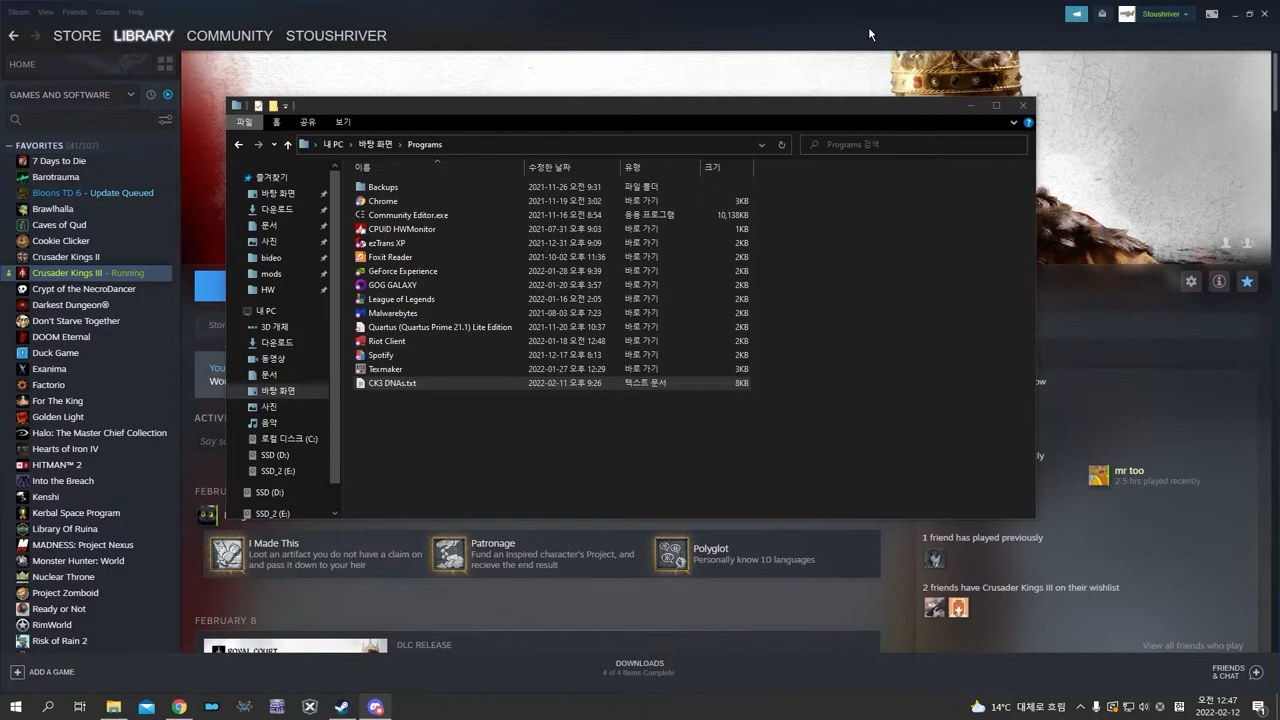 Steam View Friends Games Help
Stoushriver
STORE LIBRARY COMMUNITY STOUSHRIVER
HOME
GAMES AND SOFTWARE
FAVORITES (41/107)
7 Days to Die
Barotrauma
Bloons TD 6 - Update Queued
Brawlhalla
Caves of Qud
Cookie Clicker
Crusader Kings II
Crusader Kings III - Running
Crypt of the NecroDancer
Darkest Dungeon®
Don't Starve Together
DOOM Eternal
Duck Game
Exanima
Factorio
For The King
Golden Light
Halo: The Master Chief Collection
Hearts of Iron IV
HITMAN™ 2
Into the Breach
Kenshi
Kerbal Space Program
Library Of Ruina
MADNESS: Project Nexus
Monster Hunter: World
Nuclear Throne
Project Zomboid
Ready or Not
RimWorld
Risk of Rain 2
ADD A GAME
파일 홈 공유 보기
내 PC 바탕 화면 Programs
Programs 검색
즐겨찾기
바탕 화면
다운로드
문서
사진
bideo
mods
HW
내 PC
3D 개체
다운로드
동영상
문서
바탕 화면
사진
음악
로컬 디스크 (C:)
SSD (D:)
SSD_2 (E:)
SSD (D:)
SSD_2 (E:)
이름 수정한 날짜 유형 크기
Backups 2021-11-26 오전 9:31 파일 폴더
Chrome 2021-11-19 오전 3:02 바로 가기 3KB
Community Editor.exe 2021-11-16 오전 8:54 응용 프로그램 10,138KB
CPUID HWMonitor 2021-07-31 오후 9:03 바로 가기 1KB
ezTrans XP 2021-12-31 오후 9:09 바로 가기 2KB
Foxit Reader 2021-10-02 오후 11:36 바로 가기 2KB
GeForce Experience 2022-01-28 오후 9:39 바로 가기 2KB
GOG GALAXY 2022-01-20 오후 3:57 바로 가기 2KB
League of Legends 2022-01-16 오전 2:05 바로 가기 2KB
Malwarebytes 2021-08-03 오후 7:23 바로 가기 2KB
Quartus (Quartus Prime 21.1) Lite Edition 2021-11-20 오전 10:37 바로 가기 2KB
Riot Client 2022-01-18 오전 12:48 바로 가기 2KB
Spotify 2021-12-17 오후 8:13 바로 가기 2KB
Texmaker 2022-01-27 오전 12:29 바로 가기 3KB
CK3 DNAs.txt 2022-02-11 오후 9:26 텍스트 문서 8KB
Stor
You
Wo
ACTIV
Say so
FEBRU
I Made This
Loot an artifact you do not have a claim on
and pass it down to your heir
Patronage
Fund an Inspired character's Project, and
recieve the end result
Polyglot
Personally know 10 languages
FEBRUARY 8
DLC RELEASE
ROYAL COURT
ow
tly
mr too
2.5 hrs played recently
1 friend has played previously
2 friends have Crusader Kings III on their wishlist
View all friends who play
DOWNLOADS
4 of 4 Items Complete
FRIENDS
& CHAT
14°C 대체로 흐림
오전 12:47
2022-02-12